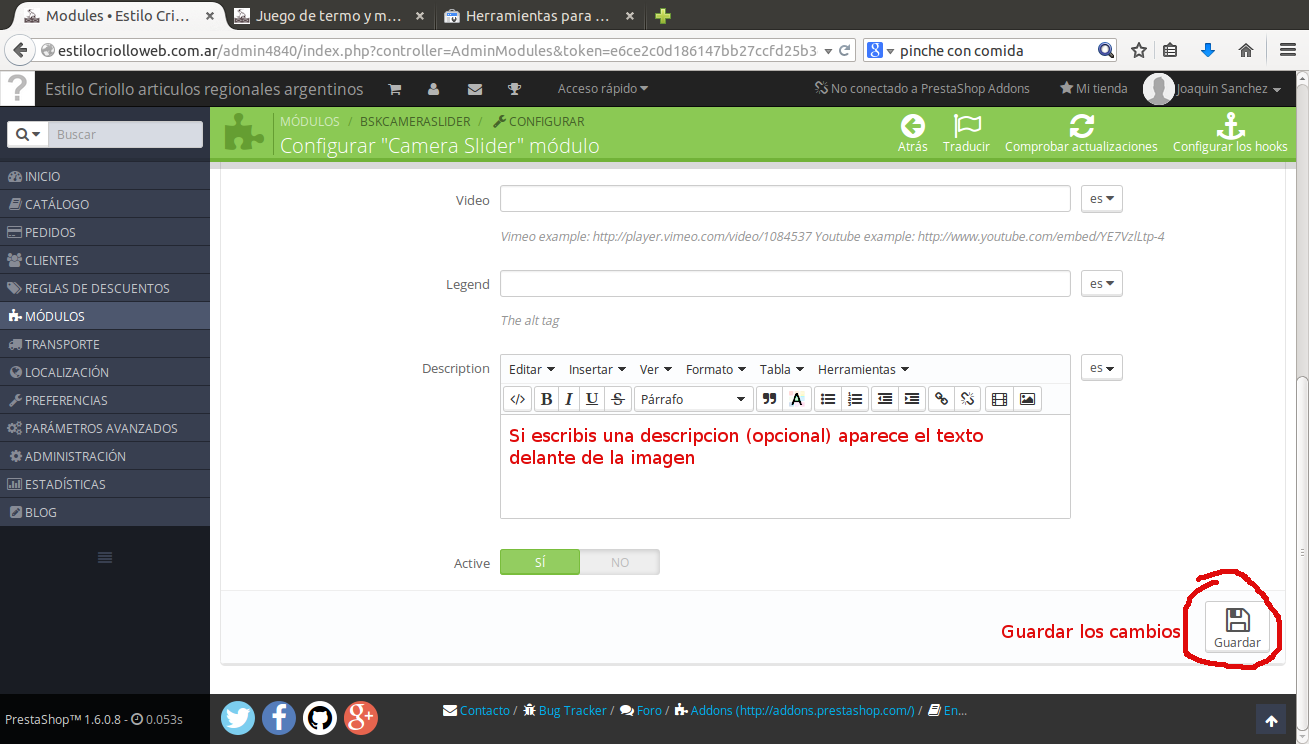 Modules • Estilo Cri...
Juego de termo y m...
Herramientas para ...
estilocriolloweb.com.ar/admin4840/index.php?controller=AdminModules&token=e6ce2c0d186147bb27ccfd25b3
pinche con comida
Estilo Criollo articulos regionales argentinos
Acceso rápido
No conectado a PrestaShop Addons
Mi tienda
Joaquin Sanchez
Buscar
MÓDULOS / BSKCAMERASLIDER / CONFIGURAR
Configurar "Camera Slider" módulo
Atrás
Traducir
Comprobar actualizaciones
Configurar los hooks
INICIO
CATÁLOGO
PEDIDOS
CLIENTES
REGLAS DE DESCUENTOS
MÓDULOS
TRANSPORTE
LOCALIZACIÓN
PREFERENCIAS
PARÁMETROS AVANZADOS
ADMINISTRACIÓN
ESTADÍSTICAS
BLOG
Video
es
Vimeo example: http://player.vimeo.com/video/1084537 Youtube example: http://www.youtube.com/embed/YE7VzlLtp-4
Legend
es
The alt tag
Description
Editar Insertar Ver Formato Tabla Herramientas
es
B I U S Párrafo A
Si escribis una descripcion (opcional) aparece el texto
delante de la imagen
Active
SÍ NO
Guardar los cambios
Guardar
PrestaShop™ 1.6.0.8 - 0.053s
Contacto / Bug Tracker / Foro / Addons (http://addons.prestashop.com/) / En...